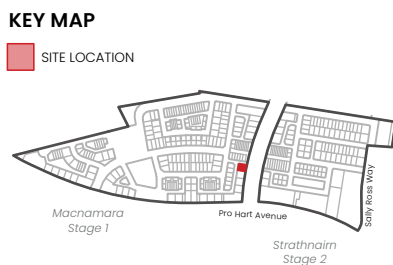 KEY MAP
SITE LOCATION
Macnamara
Stage 1
Pro Hart Avenue
Sally Ross Way
Strathnairn
Stage 2